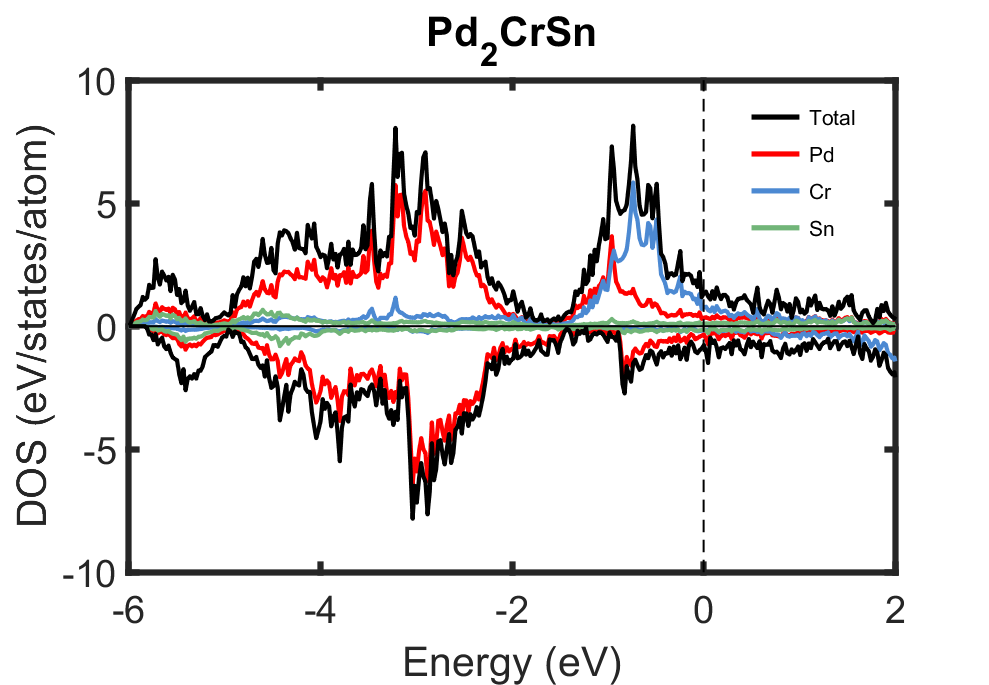 Pd₂CrSn
DOS (eV/states/atom)
10
5
0
-5
-10
-6
-4
-2
0
2
Energy (eV)
Total
Pd
Cr
Sn